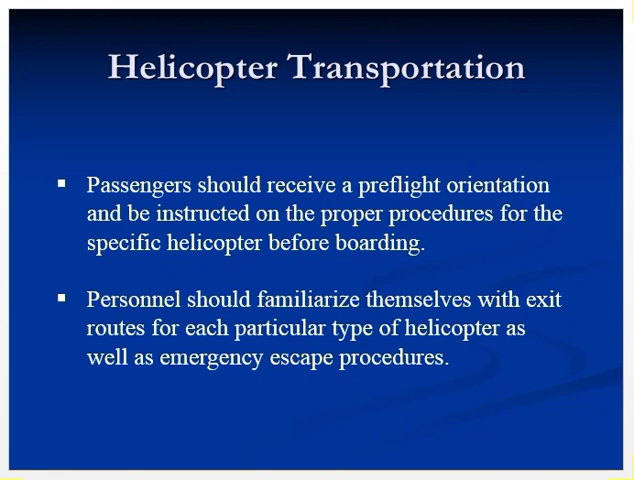 Helicopter Transportation
▪ Passengers should receive a preflight orientation
and be instructed on the proper procedures for the
specific helicopter before boarding.
▪ Personnel should familiarize themselves with exit
routes for each particular type of helicopter as
well as emergency escape procedures.